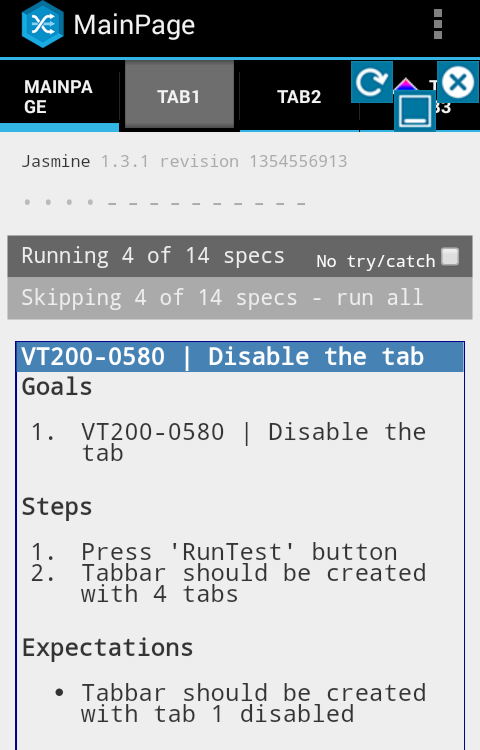 MainPage
MAINPA
GE
TAB1
TAB2
Jasmine 1.3.1 revision 1354556913
Running 4 of 14 specs
No try/catch
Skipping 4 of 14 specs - run all
VT200-0580 | Disable the tab
Goals
1. VT200-0580 | Disable the
tab
Steps
1. Press 'RunTest' button
2. Tabbar should be created
with 4 tabs
Expectations
• Tabbar should be created
with tab 1 disabled